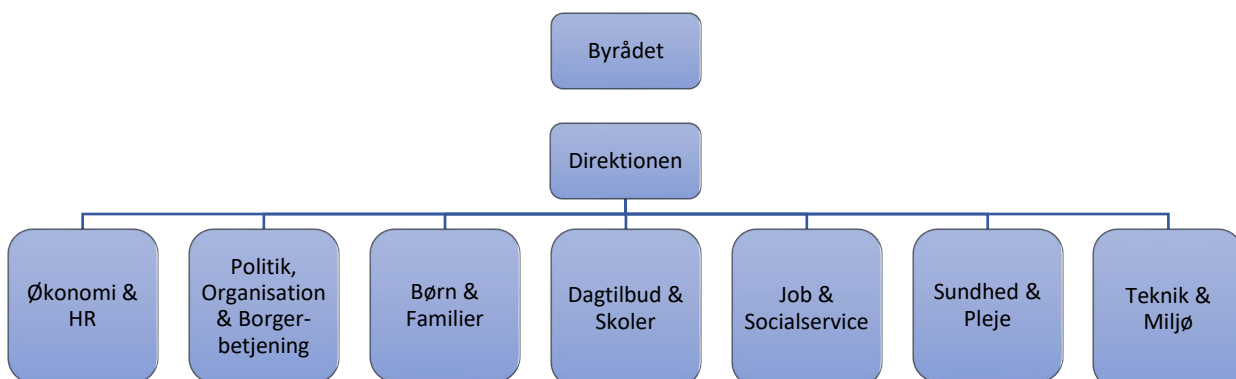 Byrådet
Direktionen
Økonomi &
HR
Politik,
Organisation
& Borger-
betjening
Børn &
Familier
Dagtilbud &
Skoler
Job &
Socialservice
Sundhed &
Pleje
Teknik &
Miljø